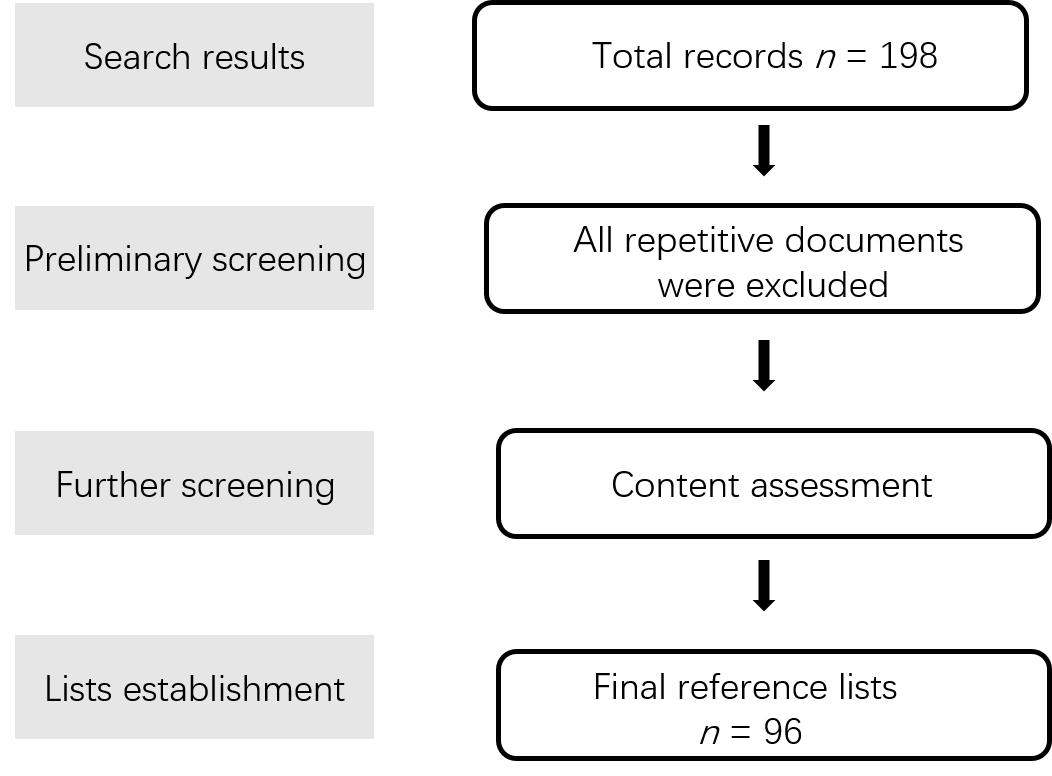 Search results
Total records n = 198
Preliminary screening
All repetitive documents
were excluded
Further screening
Content assessment
Lists establishment
Final reference lists
n = 96